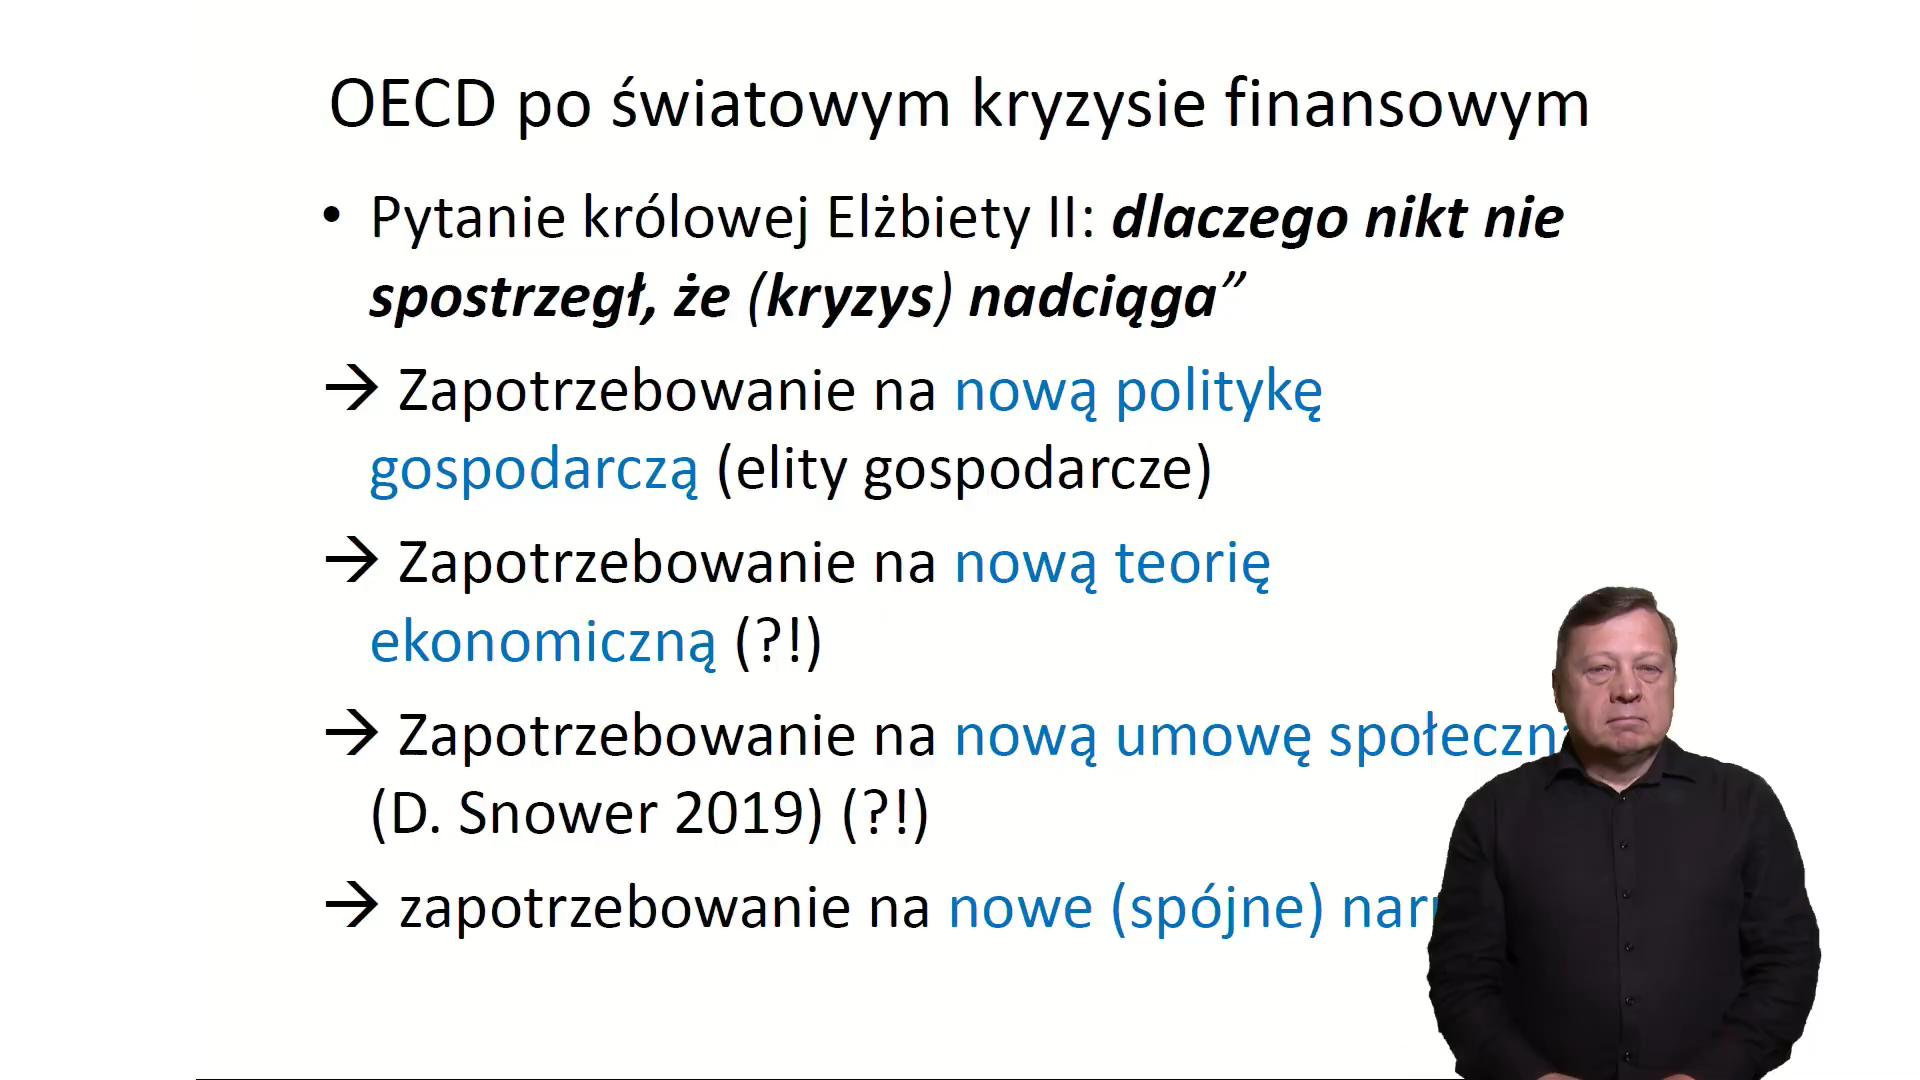 OECD po światowym kryzysie finansowym
• Pytanie królowej Elżbiety II: dlaczego nikt nie
spostrzegł, że (kryzys) nadciąga”
→ Zapotrzebowanie na nową politykę
gospodarczą (elity gospodarcze)
→ Zapotrzebowanie na nową teorię
ekonomiczną (?!)
→ Zapotrzebowanie na nową umowę społeczną
(D. Snower 2019) (?!)
→ zapotrzebowanie na nowe (spójne)